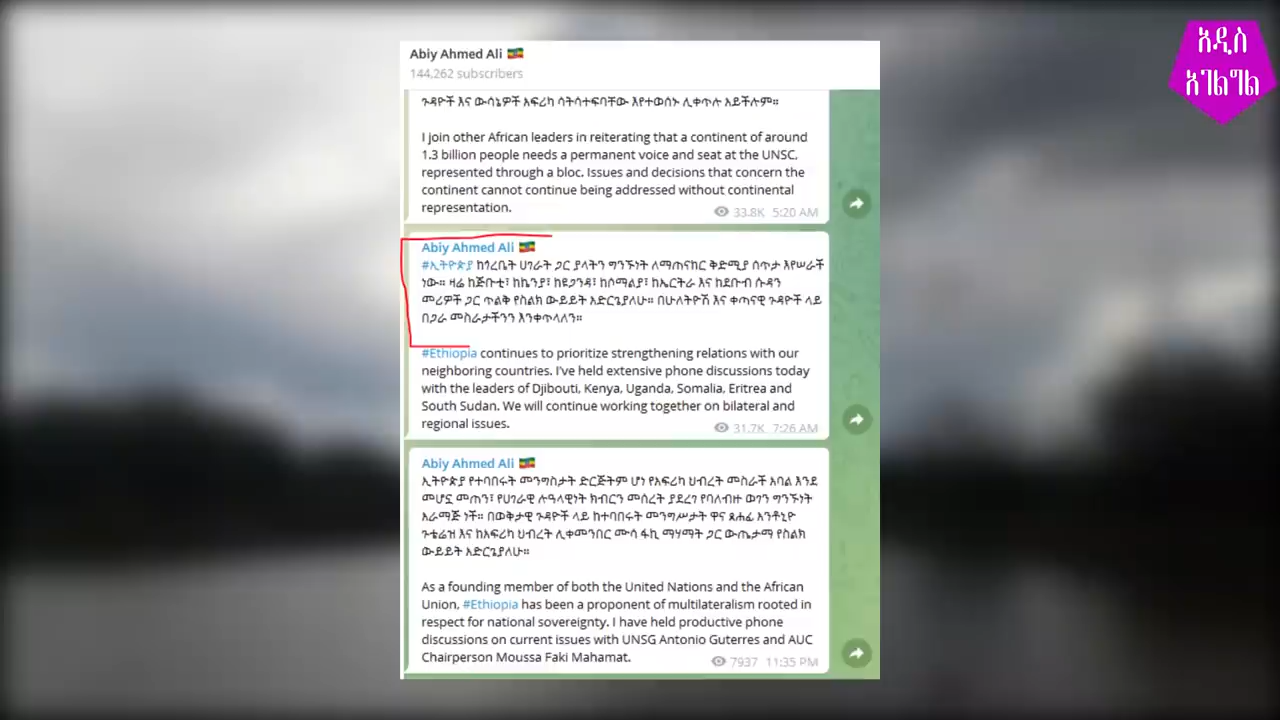 Abiy Ahmed Ali 🇪🇹
144,262 subscribers
አዲስ
አገልግል
ጉዳዮች እና ውሳኔዎች አፍሪካ ሳትሳተፍባቸው እየተወሰኑ ሊቀጥሉ አይችሉም።
I join other African leaders in reiterating that a continent of around
1.3 billion people needs a permanent voice and seat at the UNSC,
represented through a bloc. Issues and decisions that concern the
continent cannot continue being addressed without continental
representation.
33.8K 5:20 AM
Abiy Ahmed Ali 🇪🇹
#ኢትዮጵያ ከጎረቤት ሀገራት ጋር ያላትን ግንኙነት ለማጠናከር ቅድሚያ ሰጥታ እየሠራች
ነው። ዛሬ ከጅቡቲ፣ ከኬንያ፣ ከዩጋንዳ፣ ከሶማልያ፣ ከኤርትራ እና ከደቡብ ሱዳን
መሪዎች ጋር ጥልቅ የስልክ ውይይት አድርጌያለሁ። በሁለትዮሽ እና ቀጠናዊ ጉዳዮች ላይ
በጋራ መስራታችንን እንቀጥላለን።
#Ethiopia continues to prioritize strengthening relations with our
neighboring countries. I've held extensive phone discussions today
with the leaders of Djibouti, Kenya, Uganda, Somalia, Eritrea and
South Sudan. We will continue working together on bilateral and
regional issues.
31.7K 7:26 AM
Abiy Ahmed Ali 🇪🇹
ኢትዮጵያ የተባበሩት መንግስታት ድርጅትም ሆነ የአፍሪካ ህብረት መስራች አባል እንደ
መሆኗ መጠን፣ የሀገራዊ ሉዓላዊነት ክብርን መሰረት ያደረገ የባለብዙ ወገን ግንኙነት
አራማጅ ነች። በወቅታዊ ጉዳዮች ላይ ከተባበሩት መንግሥታት ዋና ጸሐፊ አንቶኒዮ
ጉቴሬዝ እና ከአፍሪካ ህብረት ሊቀመንበር ሙሳ ፋኪ ማሃማት ጋር ውጤታማ የስልክ
ውይይት አድርጌያለሁ።
As a founding member of both the United Nations and the African
Union, #Ethiopia has been a proponent of multilateralism rooted in
respect for national sovereignty. I have held productive phone
discussions on current issues with UNSG Antonio Guterres and AUC
Chairperson Moussa Faki Mahamat.
7937 11:35 PM